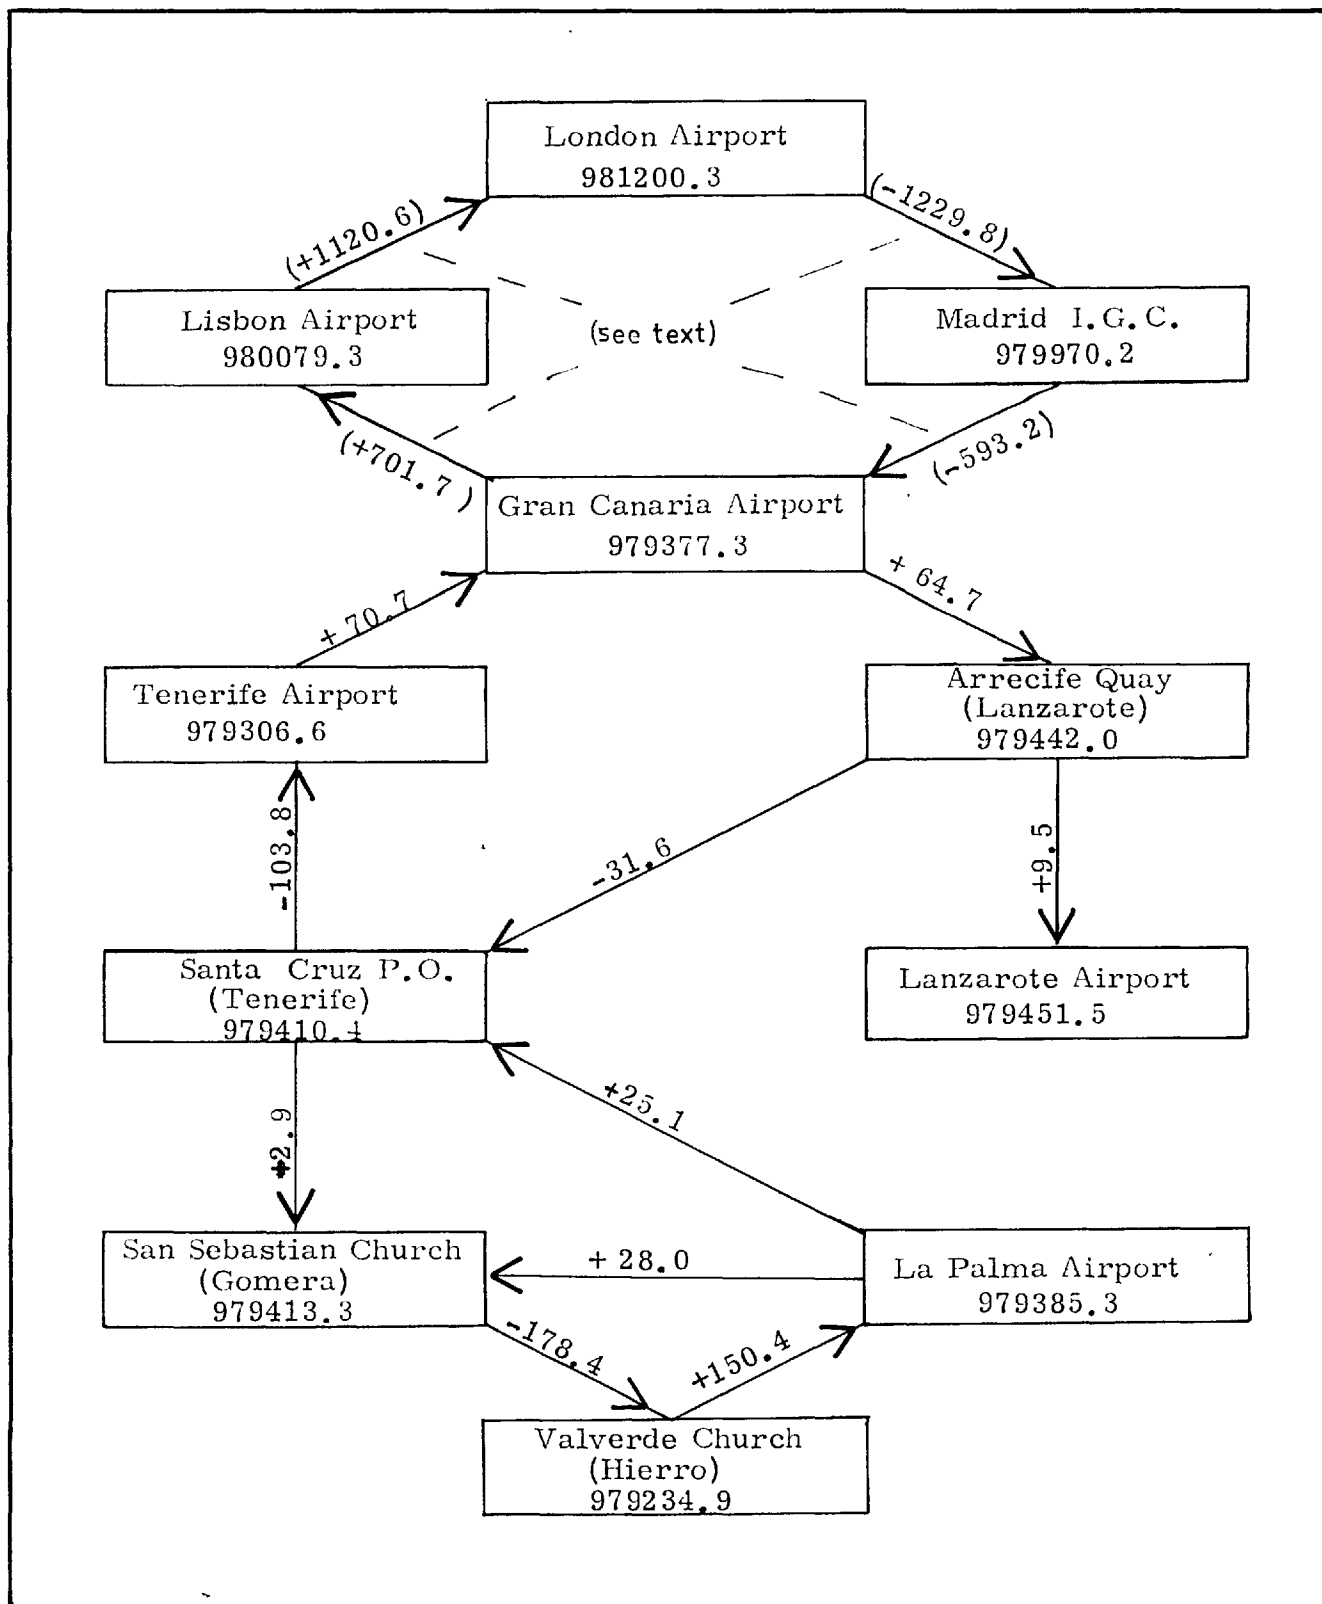 London Airport
981200.3
(+1120.6)
(-1229.8)
Lisbon Airport
980079.3
(see text)
Madrid I.G.C.
979970.2
(+701.7 )
(-593.2)
Gran Canaria Airport
979377.3
+ 70.7
+ 64.7
Tenerife Airport
979306.6
Arrecife Quay
(Lanzarote)
979442.0
-103.8
-31.6
+9.5
Santa Cruz P.O.
(Tenerife)
979410.4
Lanzarote Airport
979451.5
+2.9
+25.1
San Sebastian Church
(Gomera)
979413.3
+ 28.0
La Palma Airport
979385.3
-178.4
+150.4
Valverde Church
(Hierro)
979234.9